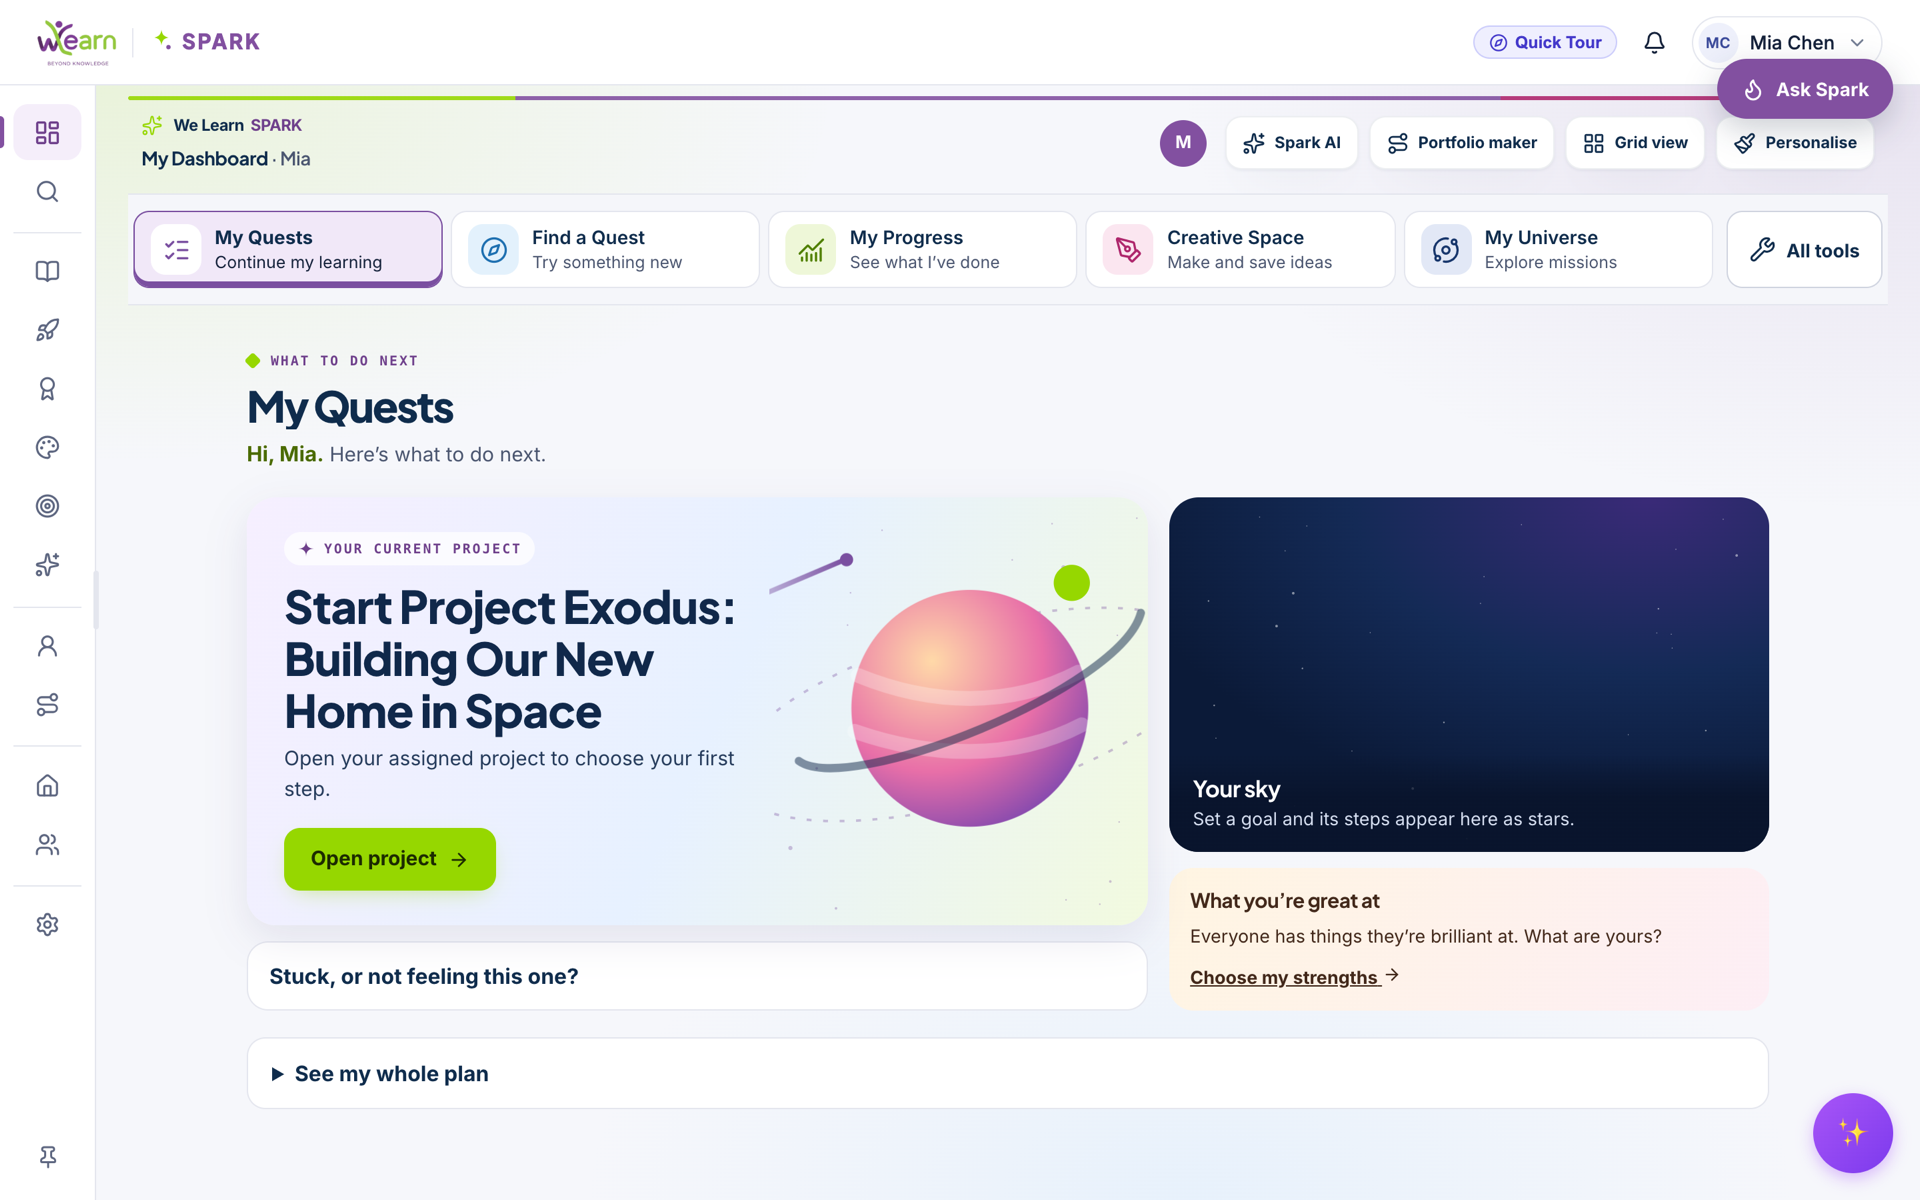 wearn
BEYOND KNOWLEDGE
SPARK
Quick Tour
MC
Mia Chen
Ask Spark
We Learn SPARK
My Dashboard · Mia
M
Spark AI
Portfolio maker
Grid view
Personalise
My Quests
Continue my learning
Find a Quest
Try something new
My Progress
See what I’ve done
Creative Space
Make and save ideas
My Universe
Explore missions
All tools
WHAT TO DO NEXT
My Quests
Hi, Mia. Here’s what to do next.
YOUR CURRENT PROJECT
Start Project Exodus:
Building Our New
Home in Space
Open your assigned project to choose your first
step.
Open project
Your sky
Set a goal and its steps appear here as stars.
What you’re great at
Everyone has things they’re brilliant at. What are yours?
Choose my strengths
Stuck, or not feeling this one?
See my whole plan